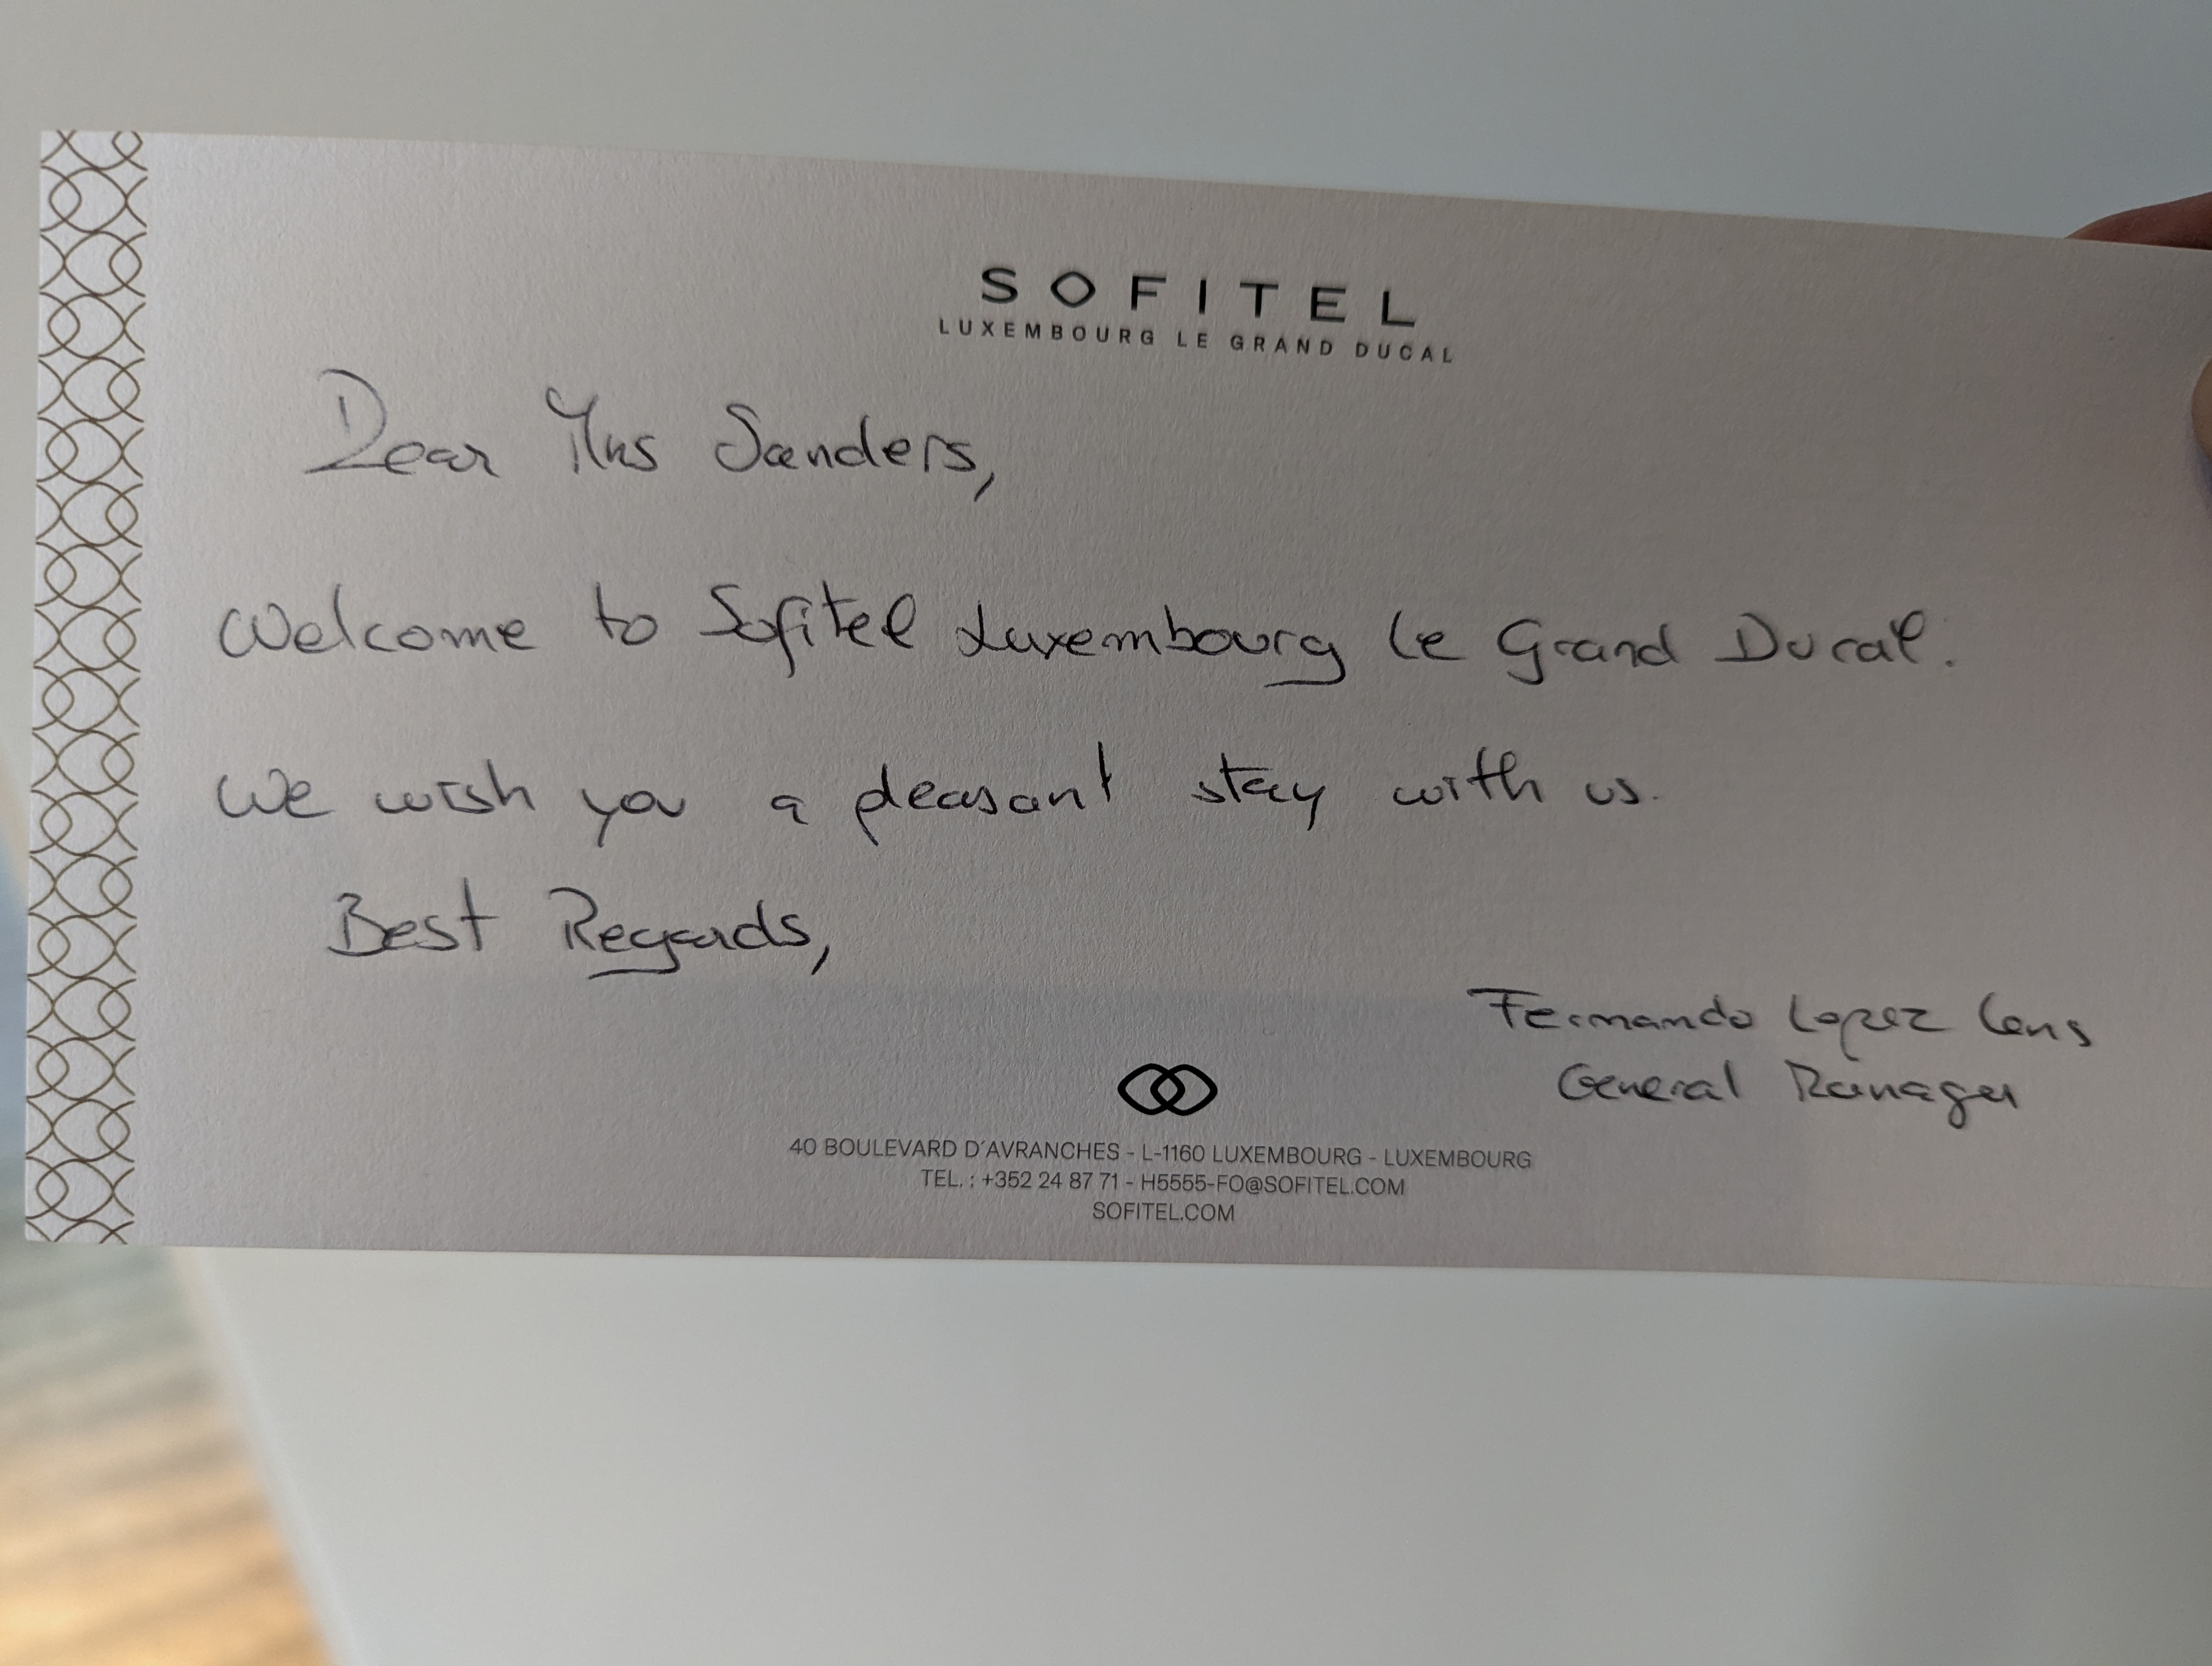 SOFITEL
LUXEMBOURG LE GRAND DUCAL
Dear Mrs Sanders,
Welcome to Sofitel Luxembourg Le Grand Ducal.
We wish you a pleasant stay with us.
Best Regards,
Fernando Lopez Lens
General Manager
40 BOULEVARD D'AVRANCHES - L-1160 LUXEMBOURG - LUXEMBOURG
TEL. : +352 24 87 71 - H5555-FO@SOFITEL.COM
SOFITEL.COM